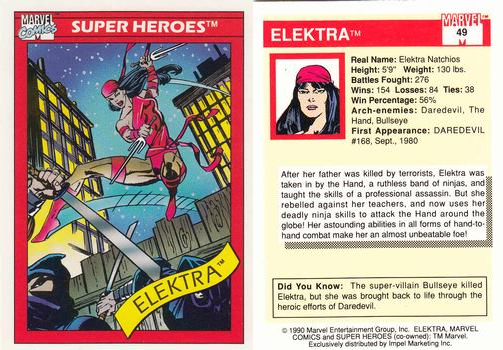 MARVEL
COMICS
SUPER HEROES™
ELEKTRA™
MARVEL™
49
ELEKTRA™
Real Name: Elektra Natchios
Height: 5'9" Weight: 130 lbs.
Battles Fought: 276
Wins: 154 Losses: 84 Ties: 38
Win Percentage: 56%
Arch-enemies: Daredevil, The
Hand, Bullseye
First Appearance: DAREDEVIL
#168, Sept., 1980
After her father was killed by terrorists, Elektra was
taken in by the Hand, a ruthless band of ninjas, and
taught the skills of a professional assassin. But she
rebelled against her teachers, and now uses her
deadly ninja skills to attack the Hand around the
globe! Her astounding abilities in all forms of hand-to-
hand combat make her an almost unbeatable foe!
Did You Know: The super-villain Bullseye killed
Elektra, but she was brought back to life through the
heroic efforts of Daredevil.
© 1990 Marvel Entertainment Group, Inc. ELEKTRA, MARVEL
COMICS and SUPER HEROES (co-owned): TM Marvel.
Exclusively distributed by Impel Marketing Inc.